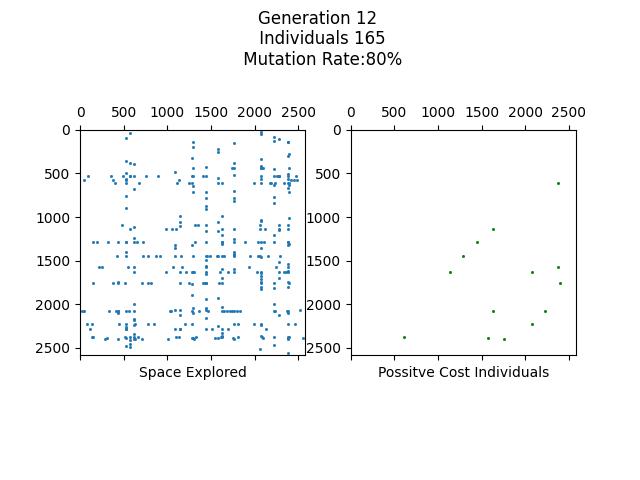 Generation 12
Individuals 165
Mutation Rate:80%
0 500 1000 1500 2000 2500
0 500 1000 1500 2000 2500
0
500
1000
1500
2000
2500
0
500
1000
1500
2000
2500
Space Explored
Possitve Cost Individuals